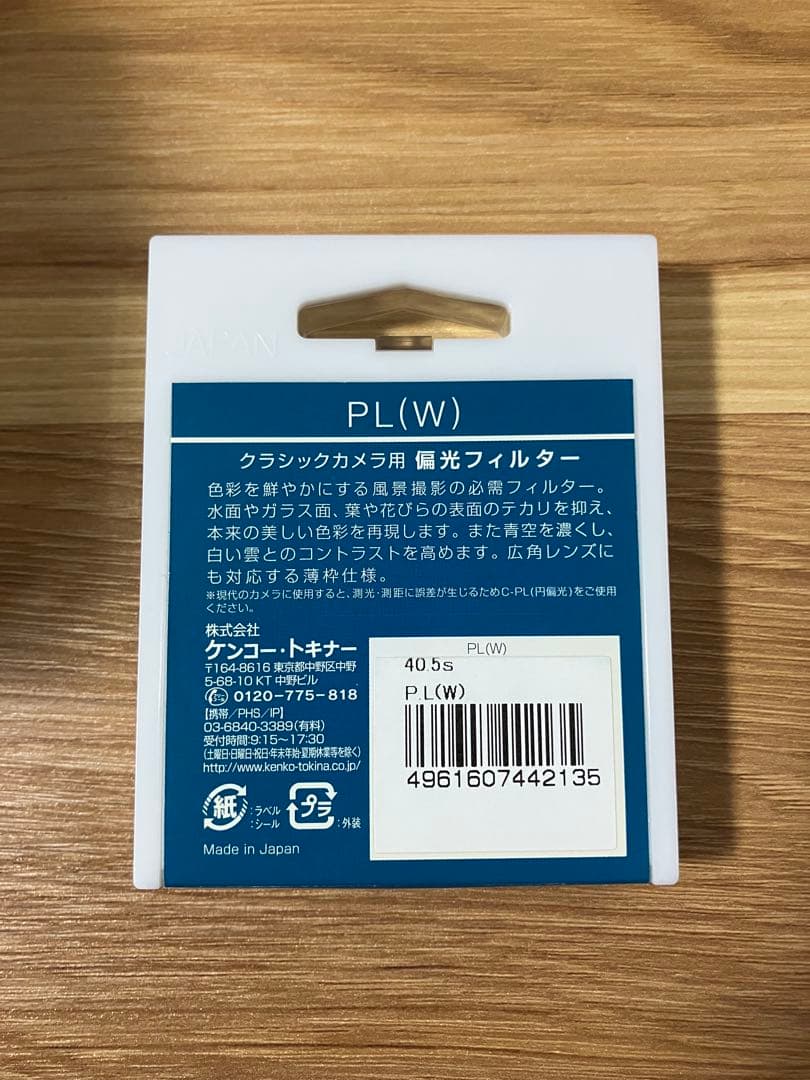 JAPAN
PL(W)
クラシックカメラ用 偏光フィルター
色彩を鮮やかにする風景撮影の必需フィルター。
水面やガラス面、葉や花びらの表面のテカリを抑え、
本来の美しい色彩を再現します。また青空を濃くし、
白い雲とのコントラストを高めます。広角レンズに
も対応する薄枠仕様。
※現代のカメラに使用すると、測光・測距に誤差が生じるためC-PL(円偏光)をご使用
ください。
株式会社
ケンコー・トキナー
〒164-8616 東京都中野区中野
5-68-10 KT 中野ビル
0120-775-818
【携帯/PHS/IP】
03-6840-3389(有料)
受付時間:9:15〜17:30
(土曜日・日曜日・祝日・年末年始・夏期休業等を除く)
http://www.kenko-tokina.co.jp/
紙
:ラベル
:シール
プラ
:外装
Made in Japan
PL(W)
40.5s
PL(W)
4961607442135